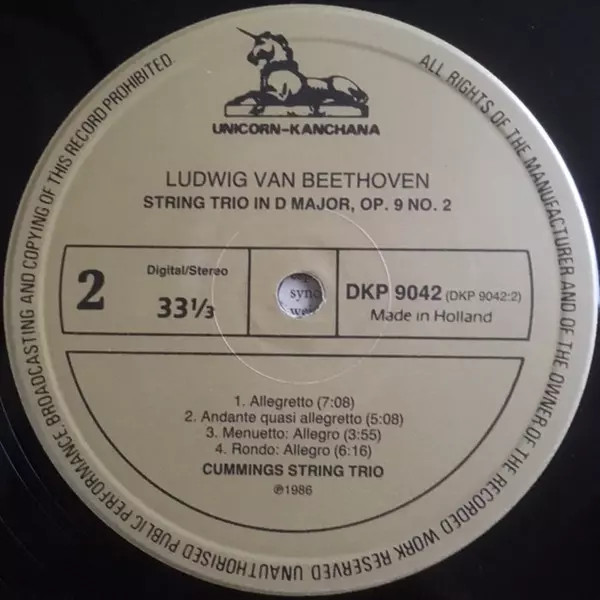 UNICORN-KANCHANA
LUDWIG VAN BEETHOVEN
STRING TRIO IN D MAJOR, OP. 9 NO. 2
2
Digital/Stereo
33⅓
sync
DKP 9042 (DKP 9042:2)
Made in Holland
1. Allegretto (7:08)
2. Andante quasi allegretto (5:08)
3. Menuetto: Allegro (3:55)
4. Rondo: Allegro (6:16)
CUMMINGS STRING TRIO
℗1986
ALL RIGHTS OF THE MANUFACTURER AND OF THE OWNER OF THE RECORDED WORK RESERVED UNAUTHORISED PUBLIC PERFORMANCE, BROADCASTING AND COPYING OF THIS RECORD PROHIBITED